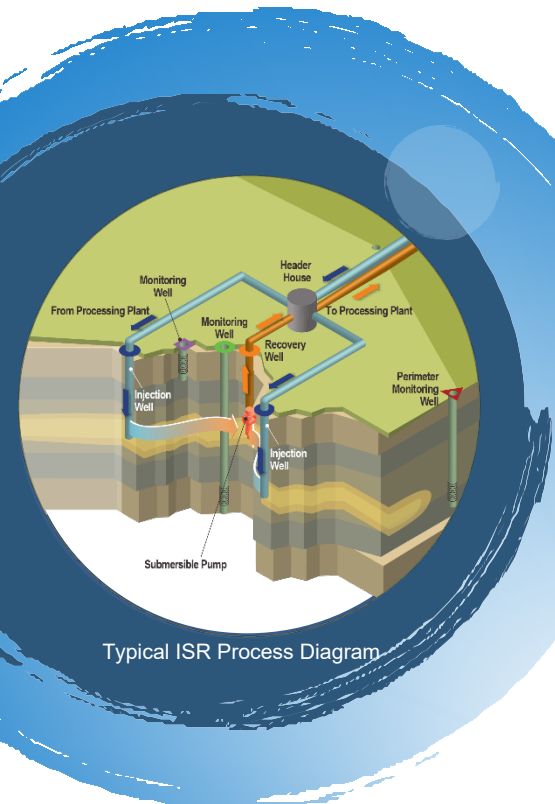 Header
House
Monitoring
Well
From Processing Plant
To Processing Plant
Monitoring
Well
Recovery
Well
Perimeter
Monitoring
Well
Injection
Well
Injection
Well
Submersible Pump
Typical ISR Process Diagram